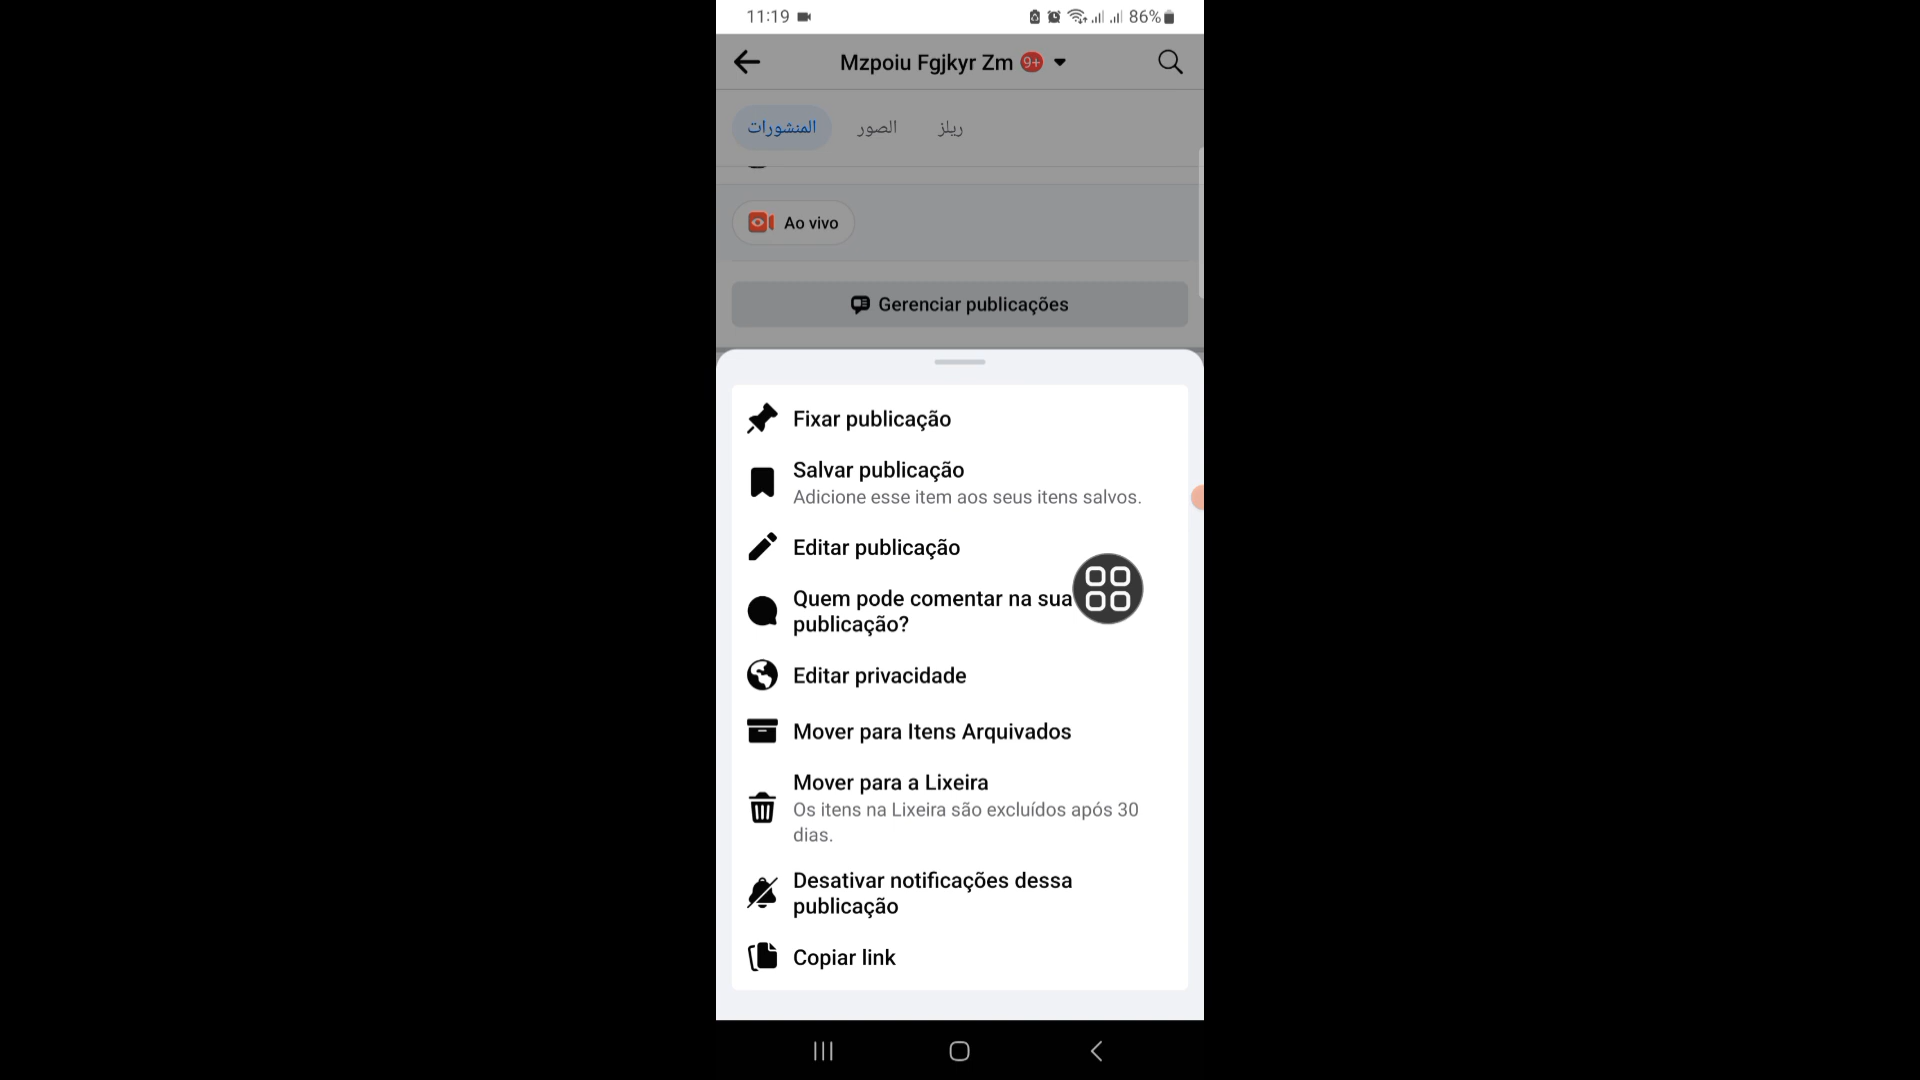 11:19
86%
Mzpoiu Fgjkyr Zm 9+
المنشورات
الصور
ريلز
Ao vivo
Gerenciar publicações
Fixar publicação
Salvar publicação
Adicione esse item aos seus itens salvos.
Editar publicação
Quem pode comentar na sua
publicação?
Editar privacidade
Mover para Itens Arquivados
Mover para a Lixeira
Os itens na Lixeira são excluídos após 30
dias.
Desativar notificações dessa
publicação
Copiar link